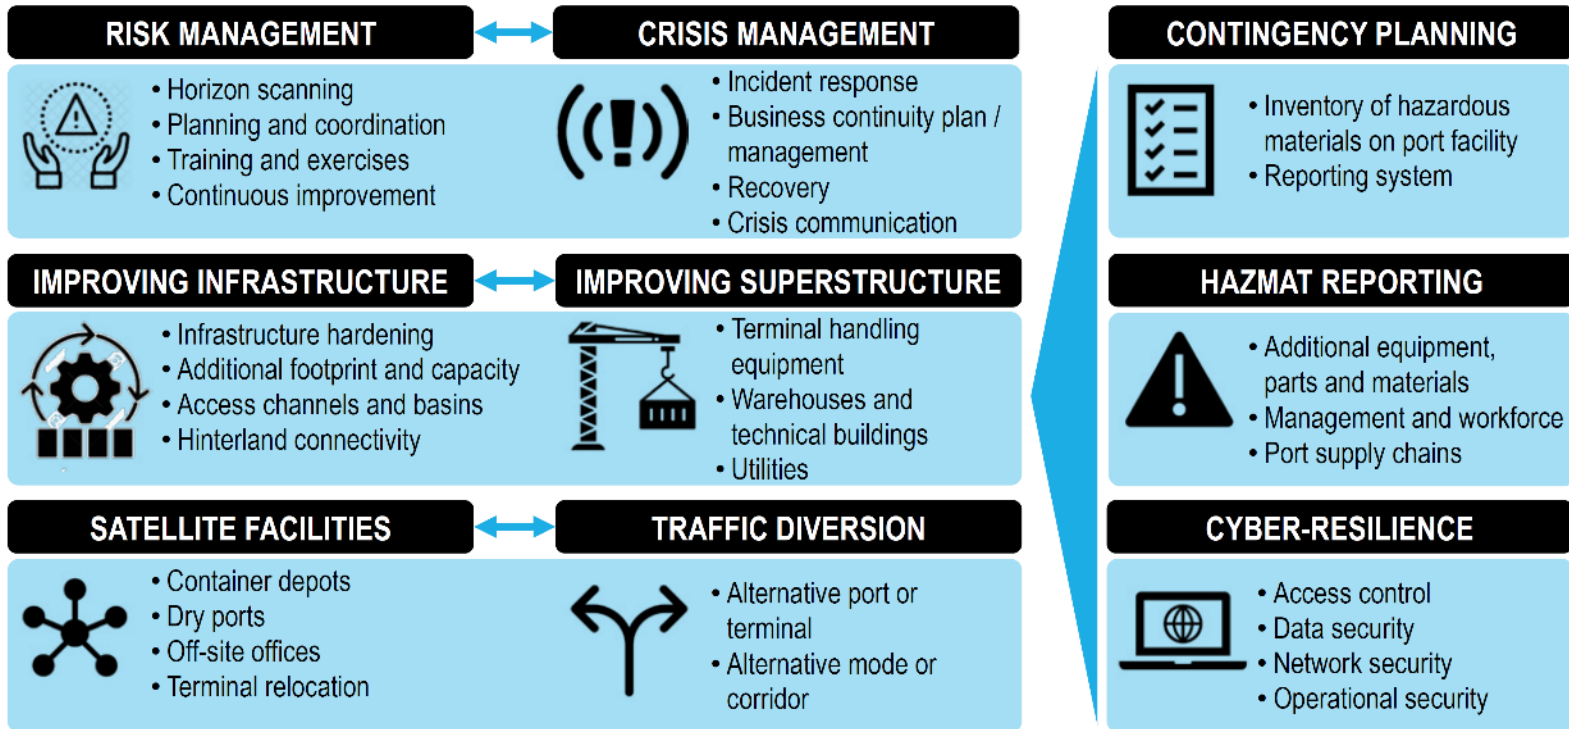 RISK MANAGEMENT
• Horizon scanning
• Planning and coordination
• Training and exercises
• Continuous improvement
CRISIS MANAGEMENT
• Incident response
• Business continuity plan /
management
• Recovery
• Crisis communication
IMPROVING INFRASTRUCTURE
• Infrastructure hardening
• Additional footprint and capacity
• Access channels and basins
• Hinterland connectivity
IMPROVING SUPERSTRUCTURE
• Terminal handling
equipment
• Warehouses and
technical buildings
• Utilities
SATELLITE FACILITIES
• Container depots
• Dry ports
• Off-site offices
• Terminal relocation
TRAFFIC DIVERSION
• Alternative port or
terminal
• Alternative mode or
corridor
CONTINGENCY PLANNING
• Inventory of hazardous
materials on port facility
• Reporting system
HAZMAT REPORTING
• Additional equipment,
parts and materials
• Management and workforce
• Port supply chains
CYBER-RESILIENCE
• Access control
• Data security
• Network security
• Operational security